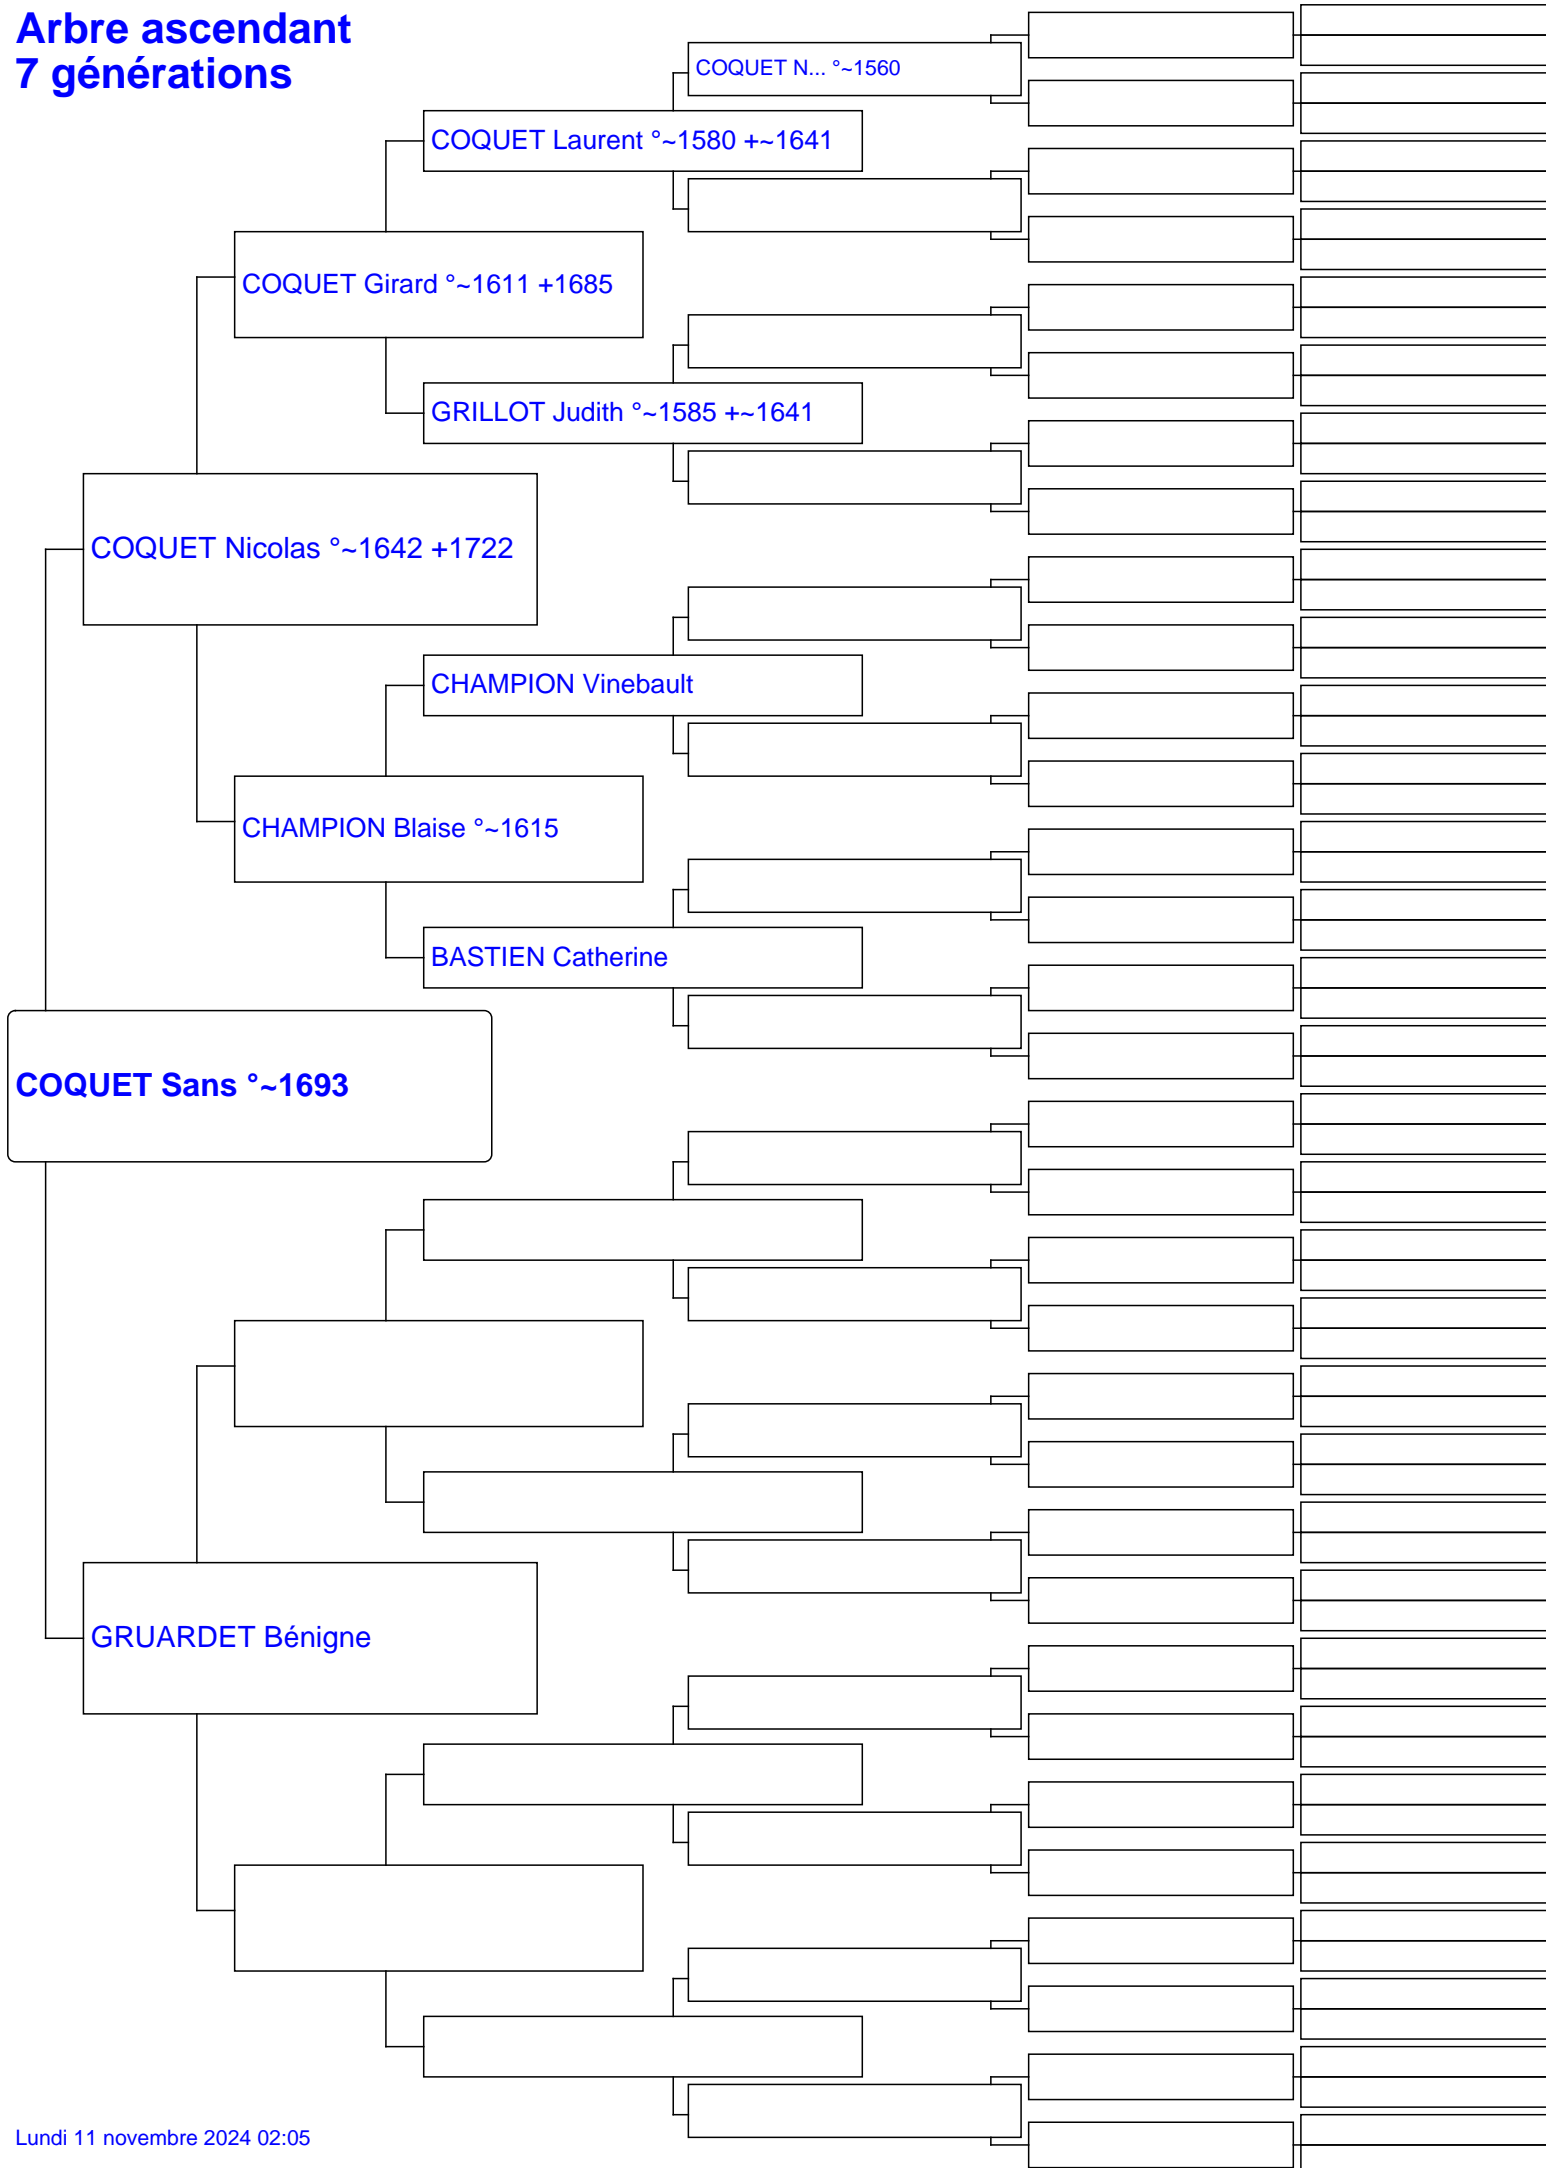 Arbre ascendant
7 générations
COQUET N... °~1560
COQUET Laurent °~1580 +~1641
COQUET Girard °~1611 +1685
GRILLOT Judith °~1585 +~1641
COQUET Nicolas °~1642 +1722
CHAMPION Vinebault
CHAMPION Blaise °~1615
BASTIEN Catherine
COQUET Sans °~1693
GRUARDET Bénigne
Lundi 11 novembre 2024 02:05